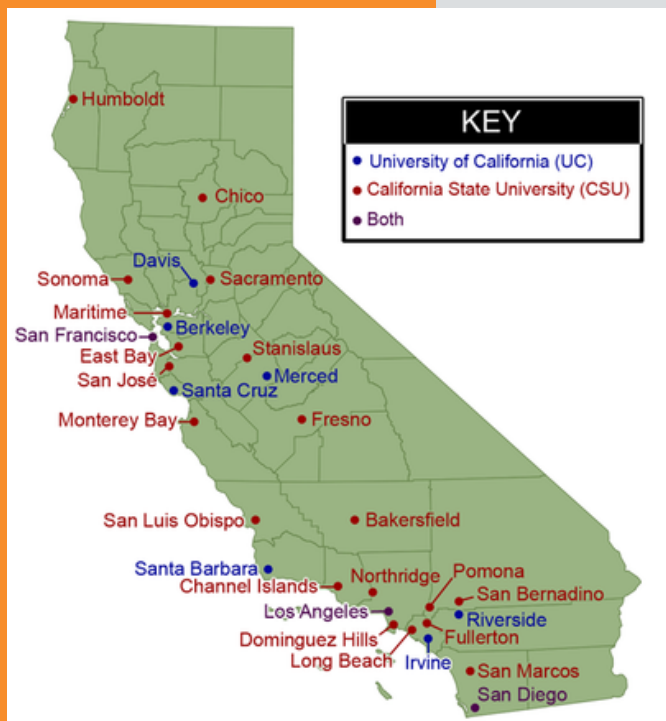 KEY
University of California (UC)
California State University (CSU)
Both
Humboldt
Chico
Davis
Sonoma
Sacramento
Maritime
Berkeley
San Francisco
East Bay
Stanislaus
San José
Merced
Santa Cruz
Monterey Bay
Fresno
San Luis Obispo
Bakersfield
Santa Barbara
Channel Islands
Northridge
Pomona
San Bernadino
Los Angeles
Riverside
Dominguez Hills
Fullerton
Long Beach
Irvine
San Marcos
San Diego